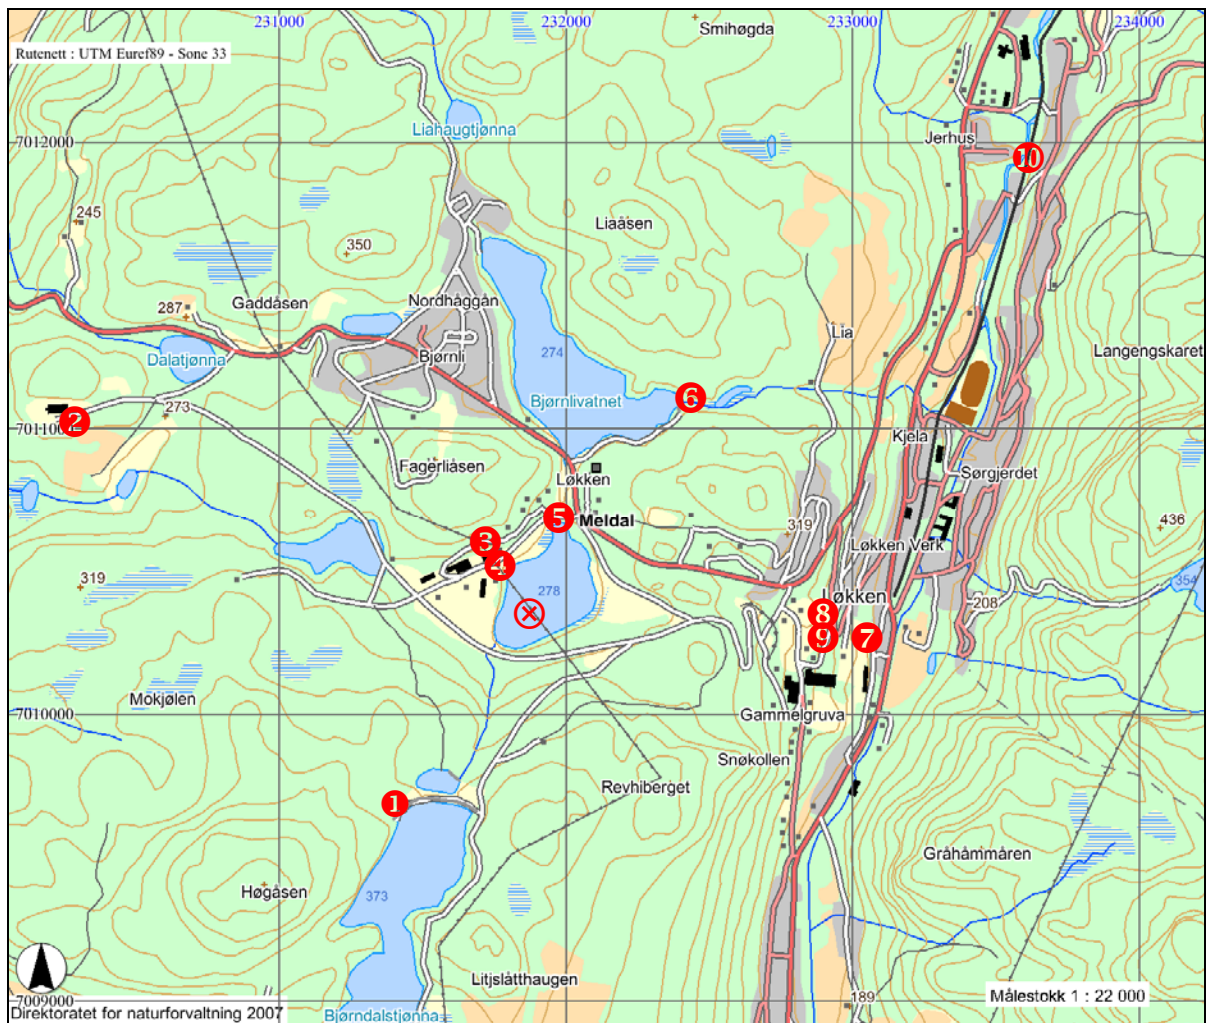 231000 232000 233000 234000
Smihøgda
Rutenett : UTM Euref89 - Sone 33
Liahaugtjønna
7012000
Jerhus
10
245
Liaåsen
350
Gaddåsen
Nordhåggån
287
Lia
Dalatjønna
Bjørnli
274
Langengskaret
Bjørnlivatnet
6
273
2
7011000
Kjela
Fagerliåsen
Sørgjerdet
Løkken
5
Meldal
319
436
3
Løkken Verk
4
319
278
354
Løkken
208
8
9
7
Mokjølen
7010000
Gammelgruva
Snøkollen
Revhiberget
1
Gråhåmmåren
Høgåsen
373
Litjslåtthaugen
189
Målestokk 1 : 22 000
7009000
Direktoratet for naturforvaltning 2007
Bjørndalstjønna